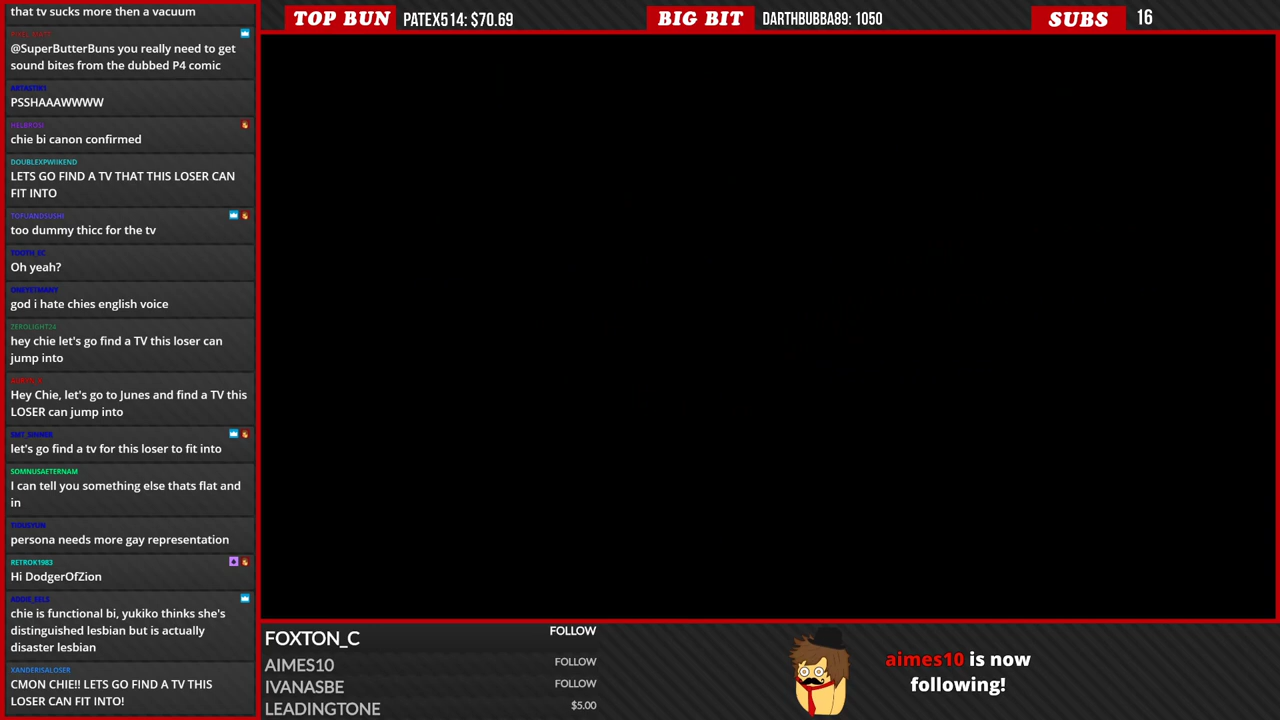 TOP BUN
PATEX514: $70.69
BIG BIT
DARTHBUBBA89: 1050
SUBS
16
that tv sucks more then a vacuum
@SuperButterBuns you really need to get
sound bites from the dubbed P4 comic
PSSHAAAWWWW
chie bi canon confirmed
DOUBLEXPWIIKEND
LETS GO FIND A TV THAT THIS LOSER CAN
FIT INTO
TOFUANDSUSHI
too dummy thicc for the tv
TOOTH_EC
Oh yeah?
ONEYETMANY
god i hate chies english voice
ZEROLIGHT24
hey chie let's go find a TV this loser can
jump into
Hey Chie, let's go to Junes and find a TV this
LOSER can jump into
SMT_SINNER
let's go find a tv for this loser to fit into
SOMNUSAETERNAM
I can tell you something else thats flat and
in
persona needs more gay representation
RETROK1983
Hi DodgerOfZion
chie is functional bi, yukiko thinks she's
distinguished lesbian but is actually
disaster lesbian
XANDERISALOSER
CMON CHIE!! LETS GO FIND A TV THIS
LOSER CAN FIT INTO!
FOXTON_C FOLLOW
AIMES10 FOLLOW
IVANASBE FOLLOW
LEADINGTONE $5.00
aimes10 is now
following!